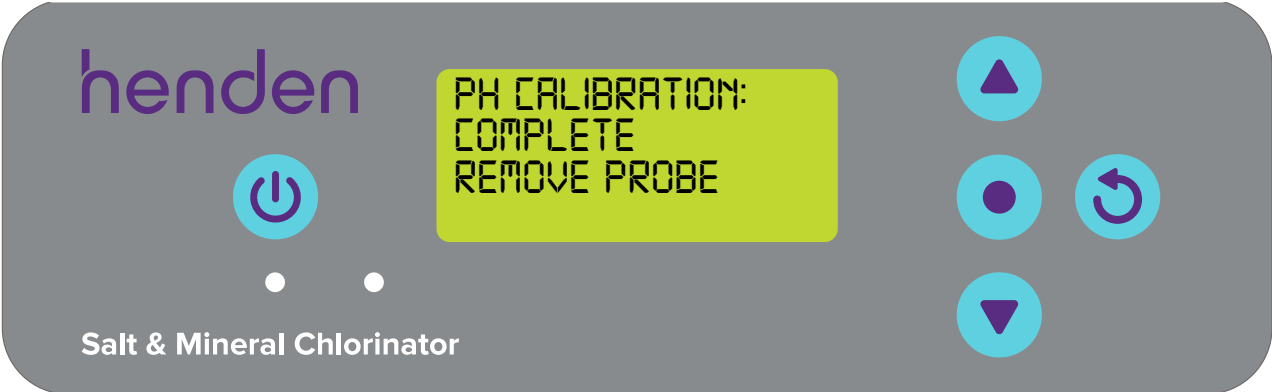 henden
PH CALIBRATION:
COMPLETE
REMOVE PROBE
Salt & Mineral Chlorinator